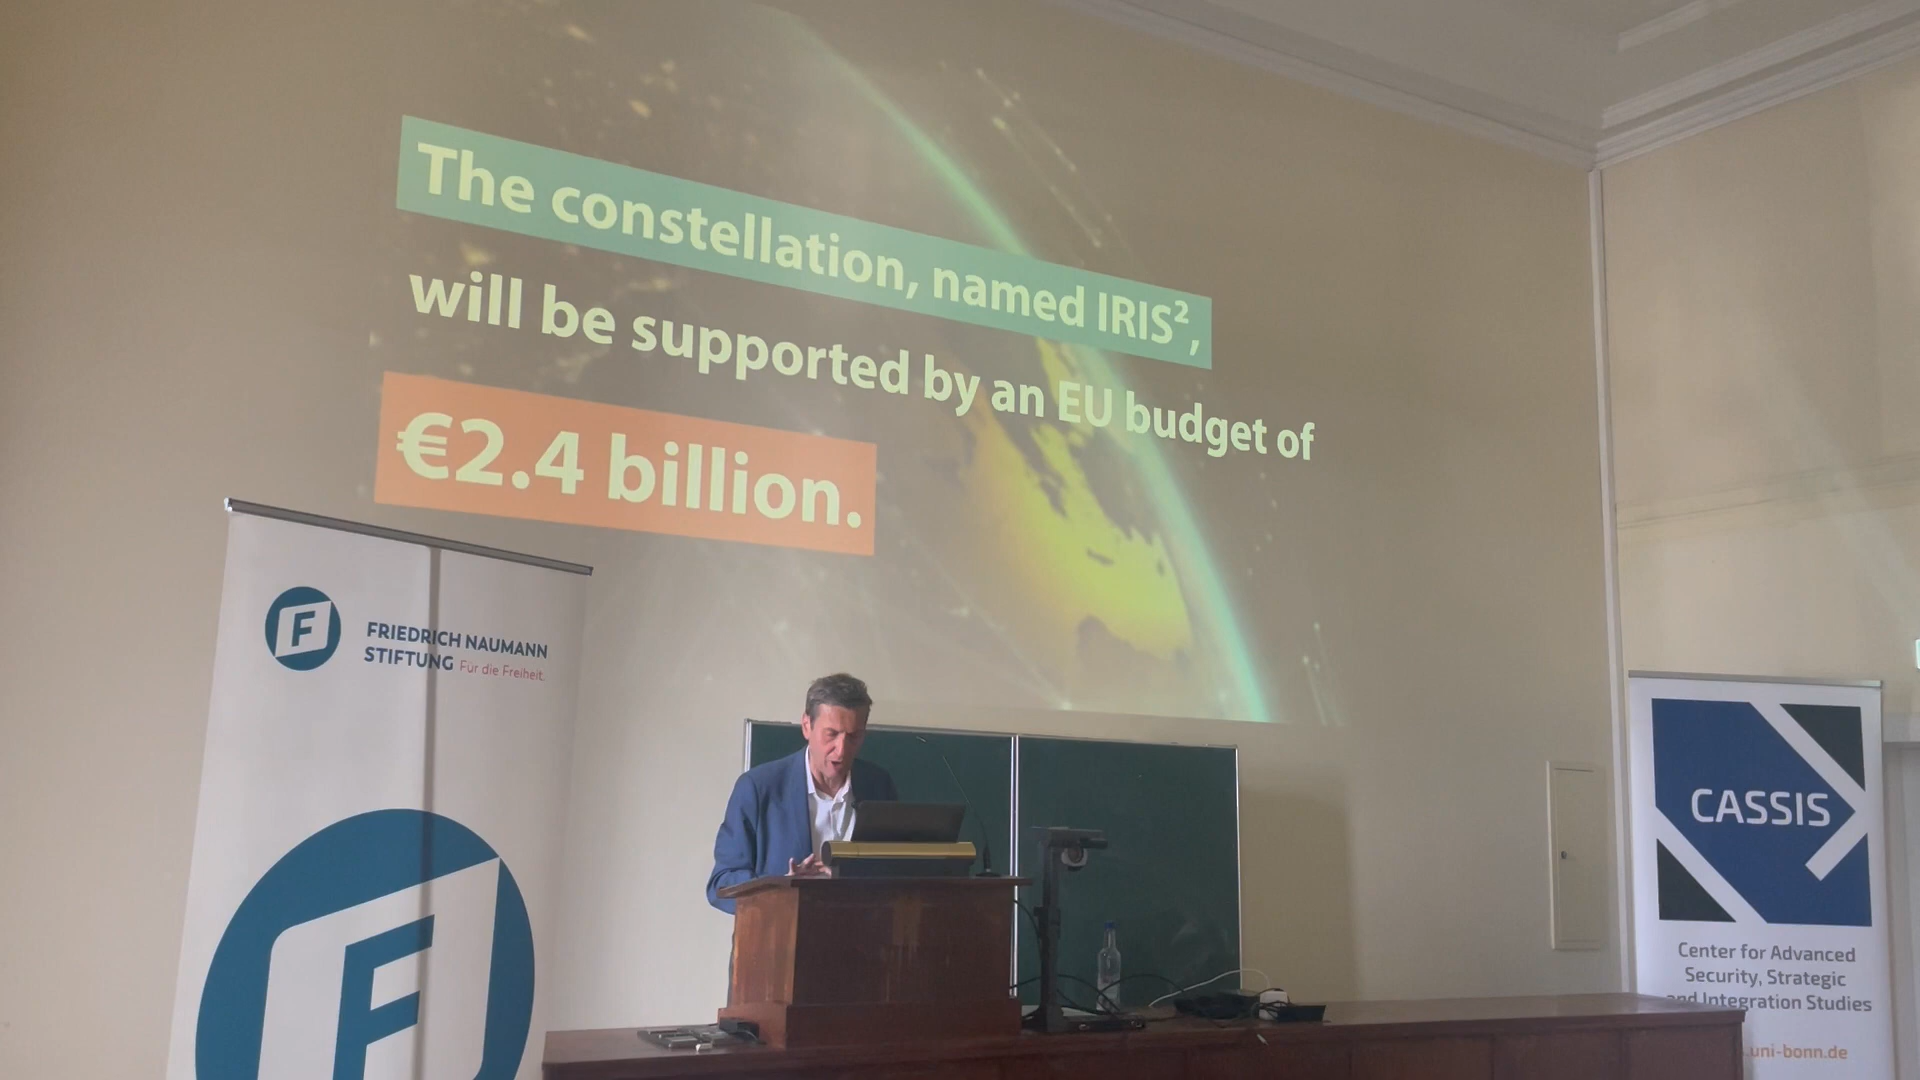 The constellation, named IRIS²,
will be supported by an EU budget of
€2.4 billion.
F
FRIEDRICH NAUMANN
STIFTUNG Für die Freiheit.
F
CASSIS
Center for Advanced
Security, Strategic
and Integration Studies
.uni-bonn.de